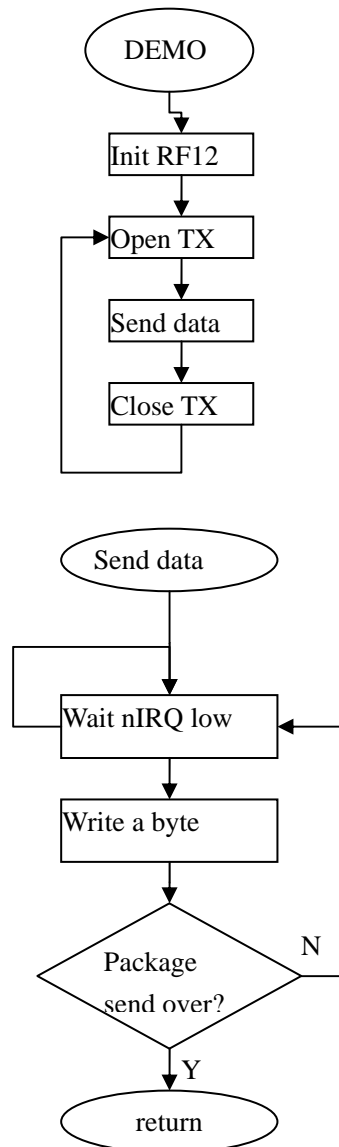 DEMO
Init RF12
Open TX
Send data
Close TX
Send data
Wait nIRQ low
Write a byte
Package
send over?
N
Y
return